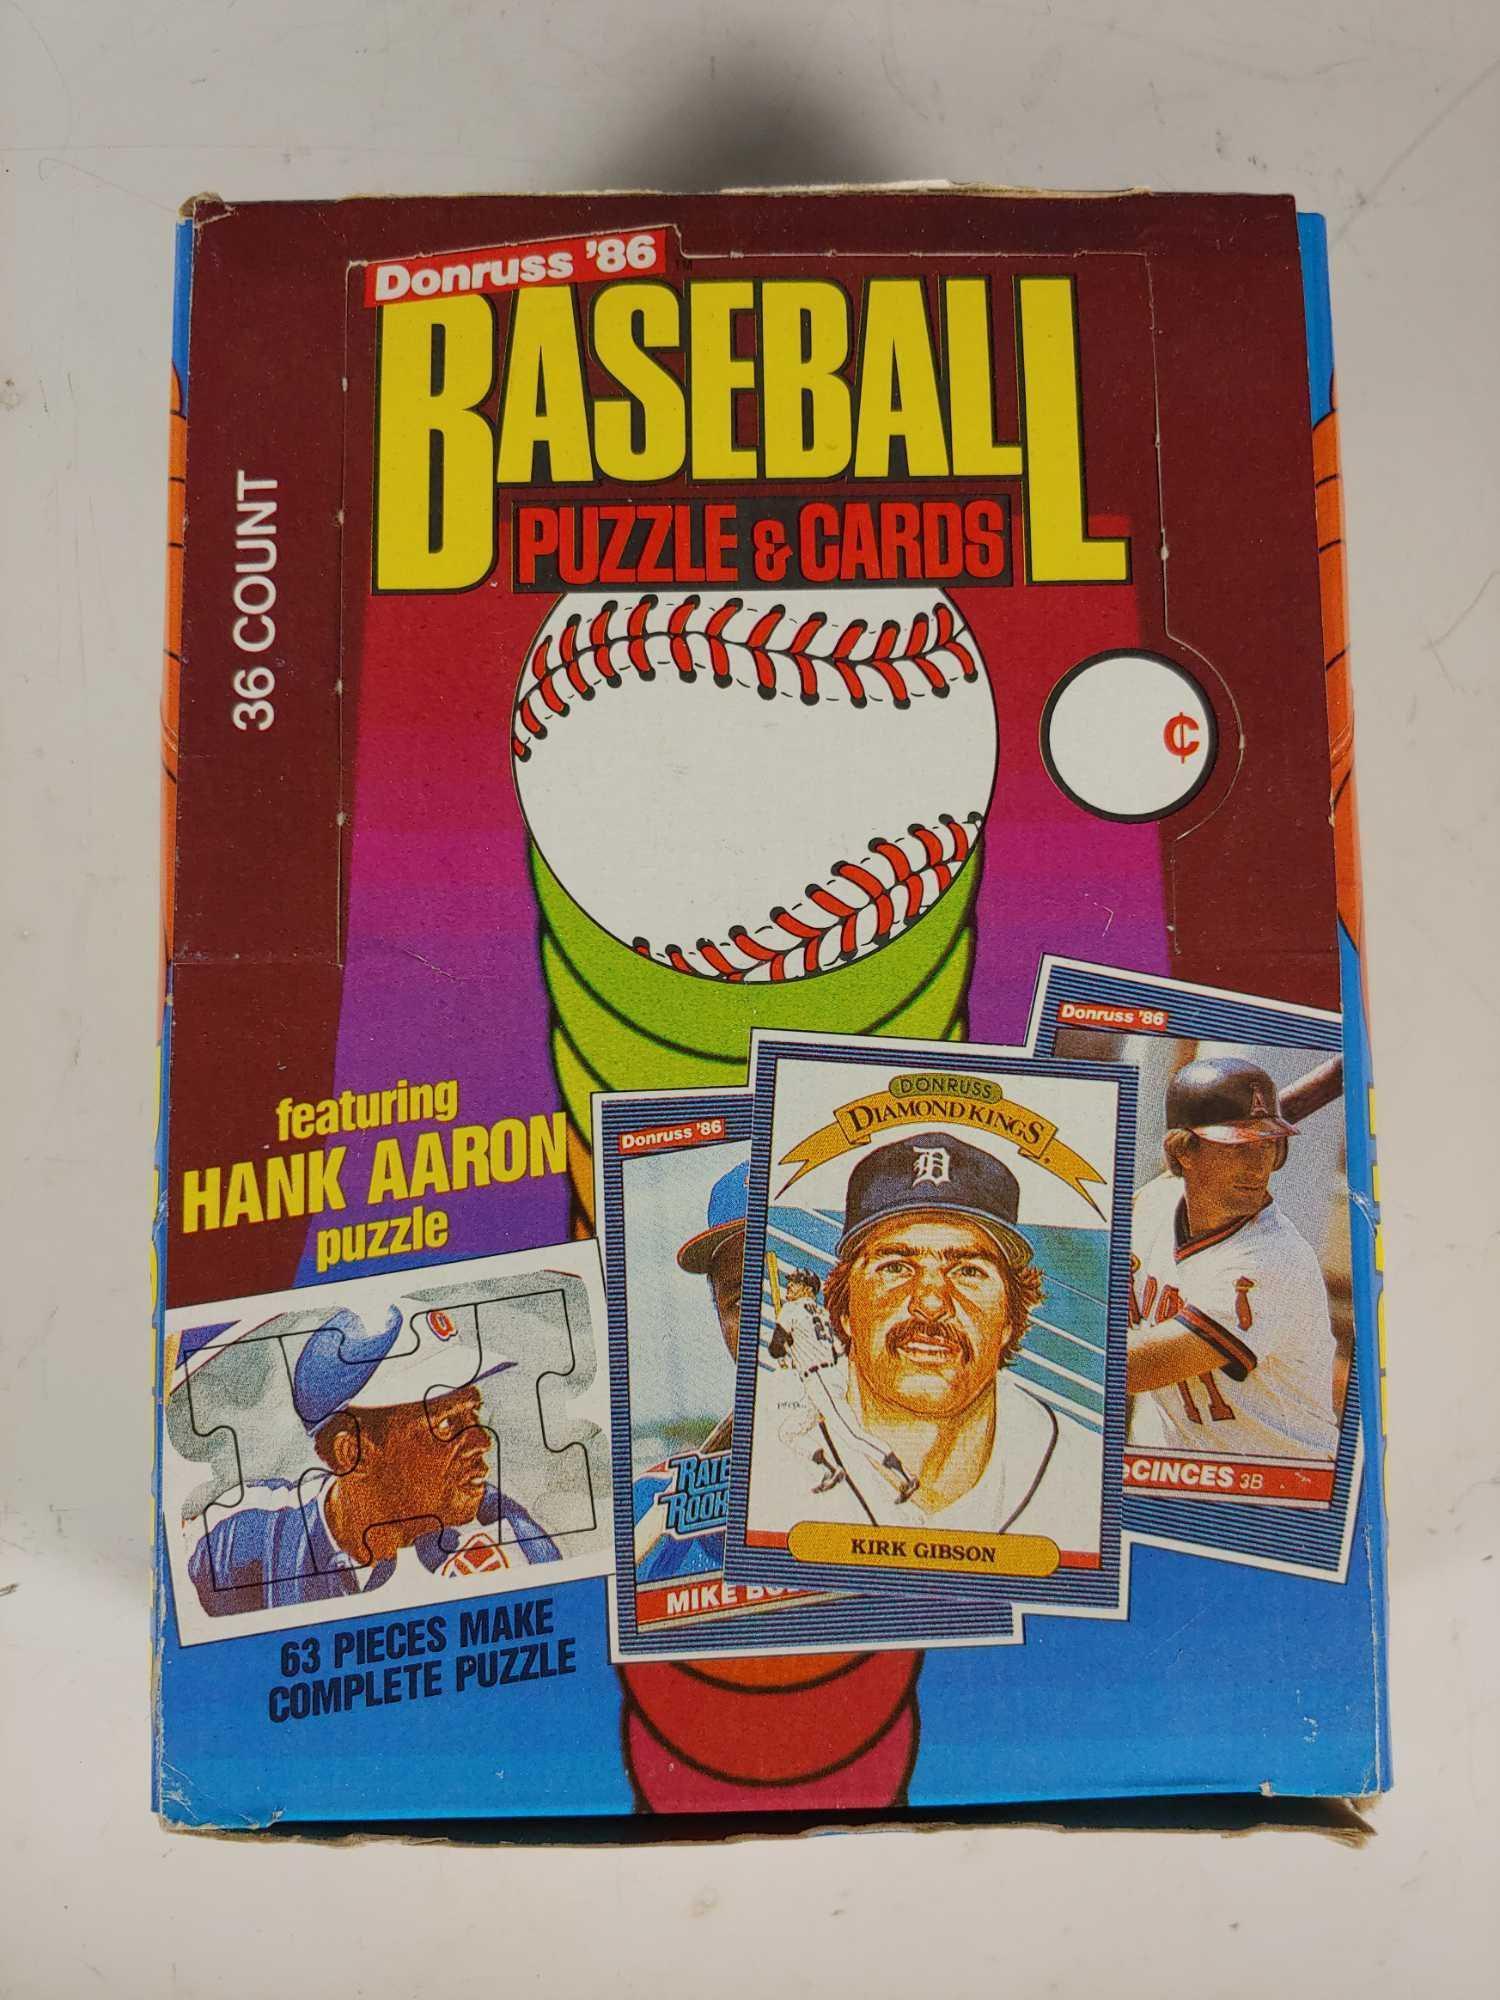 Donruss '86
BASEBALL
PUZZLE & CARDS
36 COUNT
¢
featuring
HANK AARON
puzzle
63 PIECES MAKE
COMPLETE PUZZLE
Donruss '86
MIKE
DONRUSS
DIAMOND KINGS
KIRK GIBSON
Donruss '86
A
11
CINCES 3B